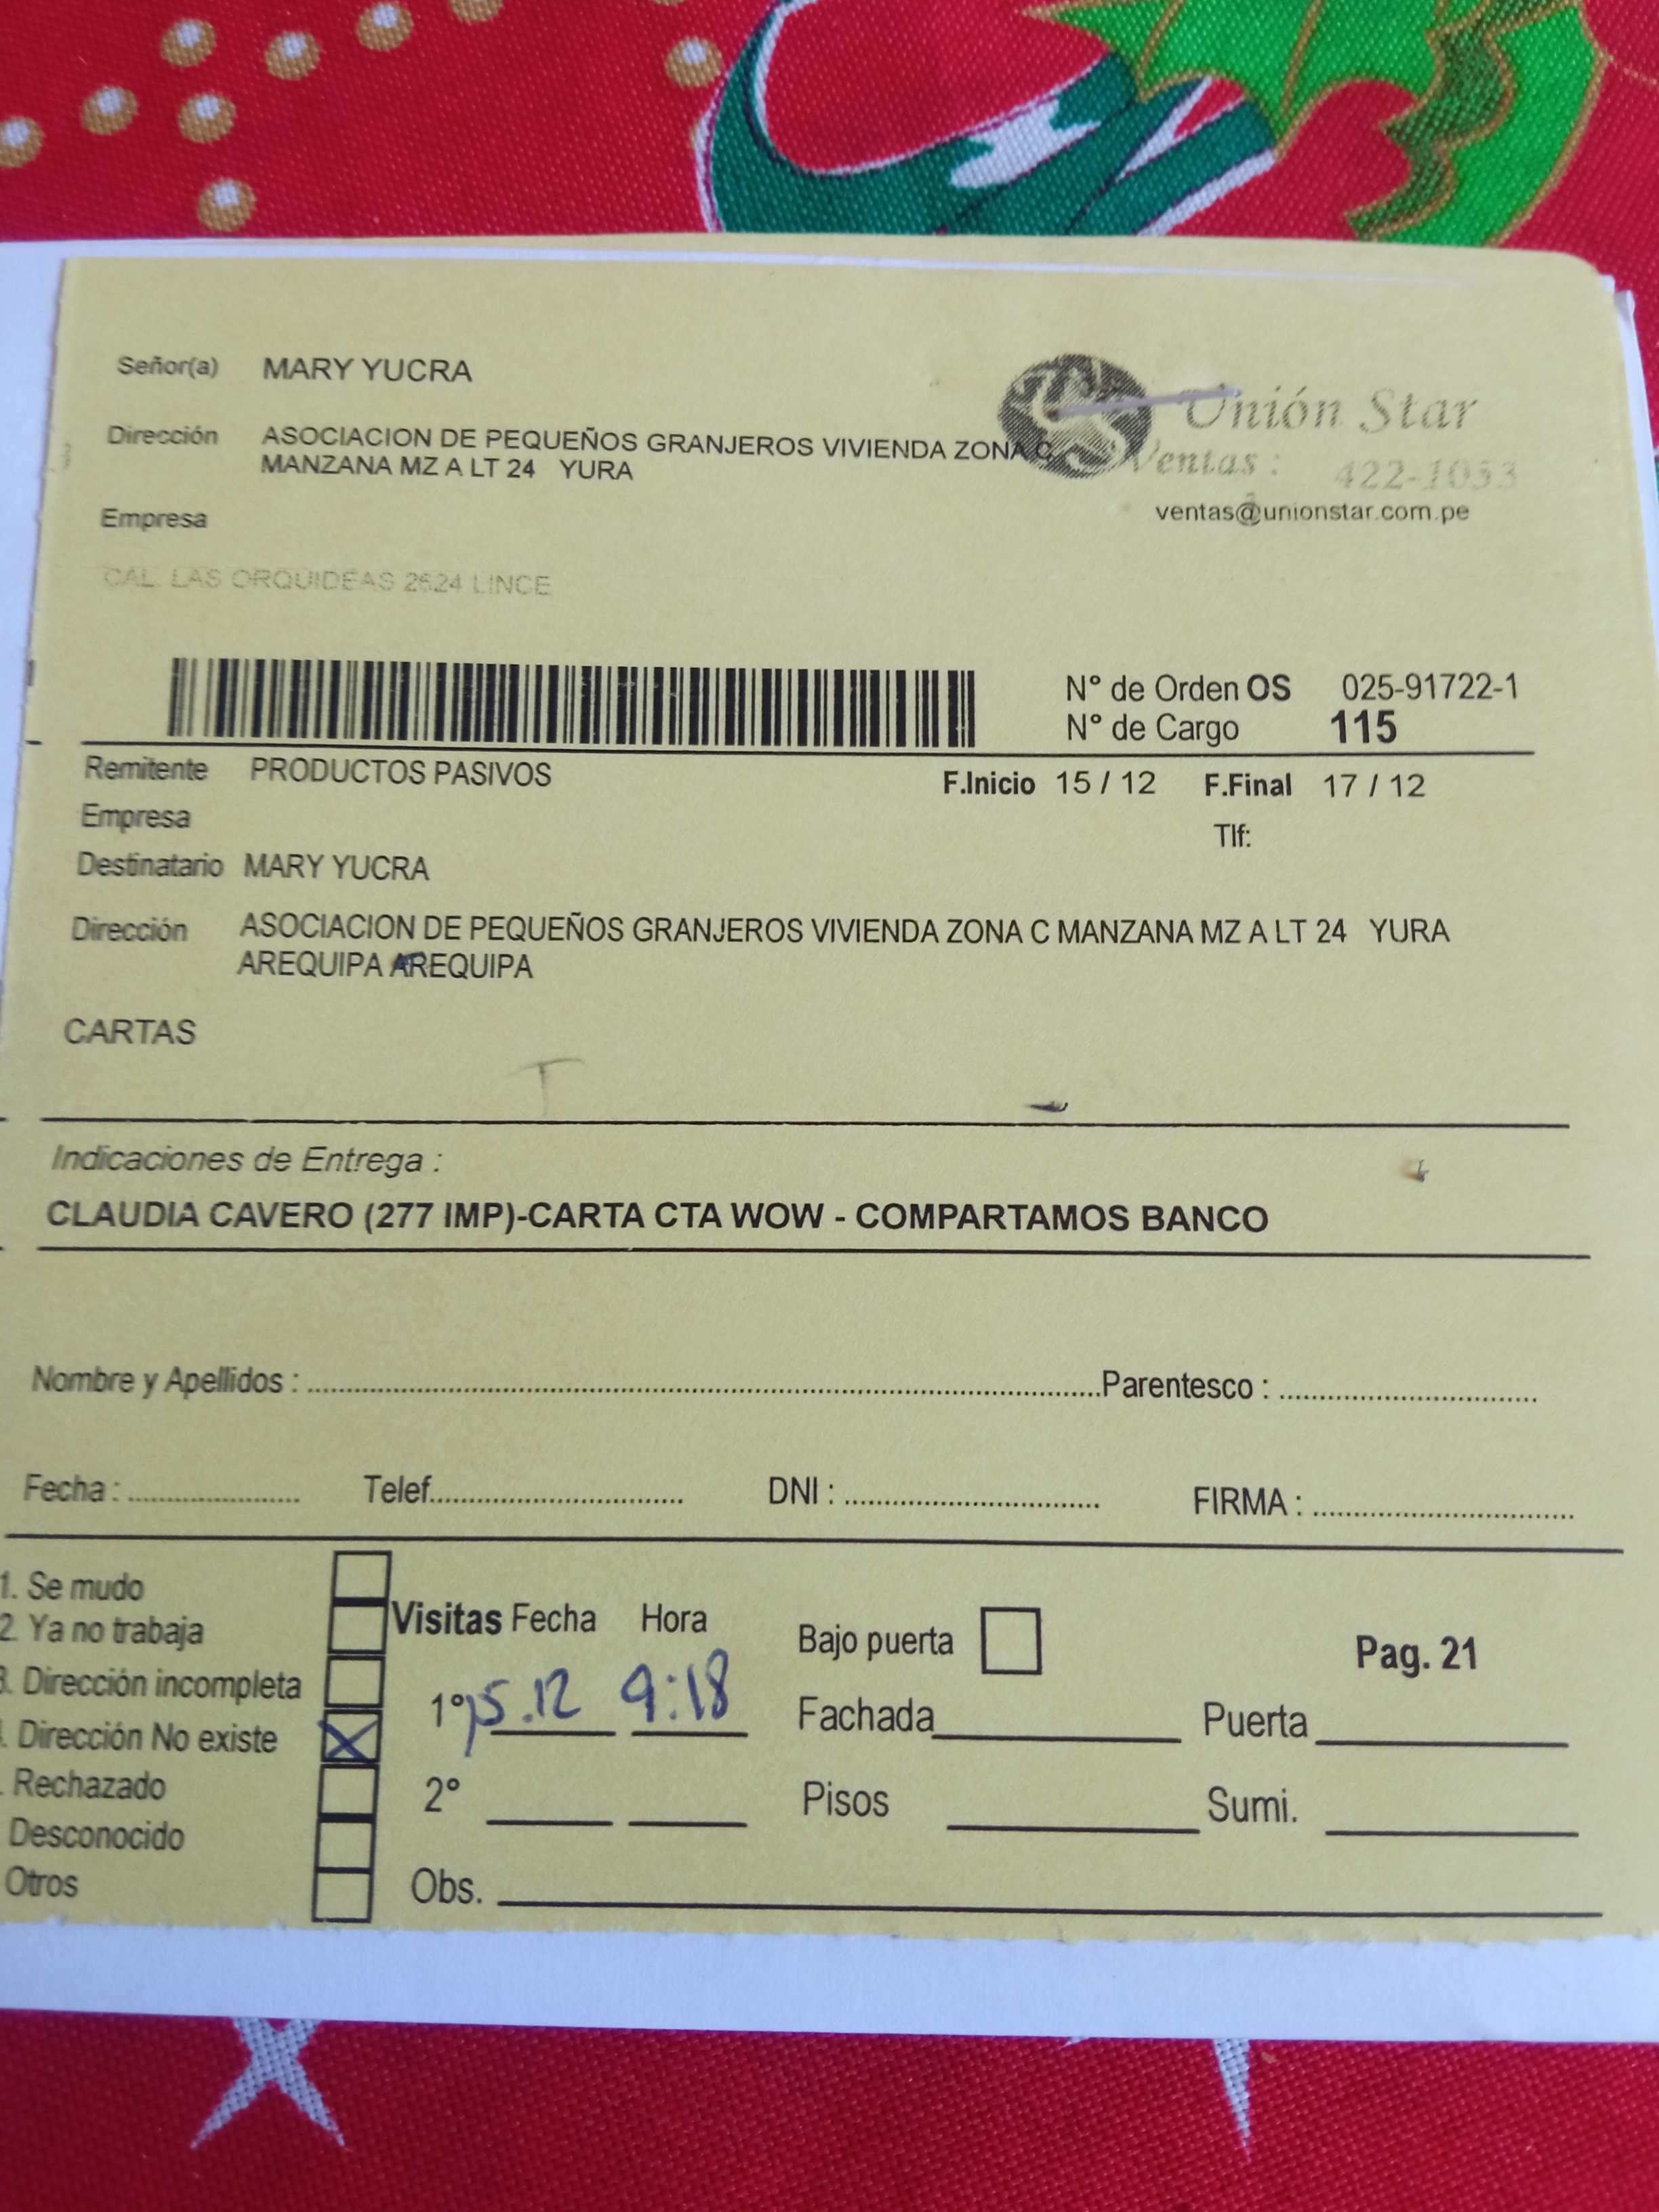 Señor(a) MARY YUCRA
Unión Star
Dirección ASOCIACION DE PEQUEÑOS GRANJEROS VIVIENDA ZONA C
MANZANA MZ A LT 24 YURA
Ventas : 422-1033
ventas@unionstar.com.pe
Empresa
CAL. LAS ORQUIDEAS 2624 LINCE
N° de Orden OS 025-91722-1
N° de Cargo 115
Remitente PRODUCTOS PASIVOS F.Inicio 15 / 12 F.Final 17 / 12
Empresa
Tlf:
Destinatario MARY YUCRA
Dirección ASOCIACION DE PEQUEÑOS GRANJEROS VIVIENDA ZONA C MANZANA MZ A LT 24 YURA
AREQUIPA AREQUIPA
CARTAS
Indicaciones de Entrega :
CLAUDIA CAVERO (277 IMP)-CARTA CTA WOW - COMPARTAMOS BANCO
Nombre y Apellidos : Parentesco :
Fecha : Telef. DNI : FIRMA :
1. Se mudo
2. Ya no trabaja
3. Dirección incompleta
. Dirección No existe X
. Rechazado
Desconocido
Otros
Visitas Fecha Hora
1° 15.12 9:18
2°
Obs.
Bajo puerta
Pag. 21
Fachada Puerta
Pisos Sumi.